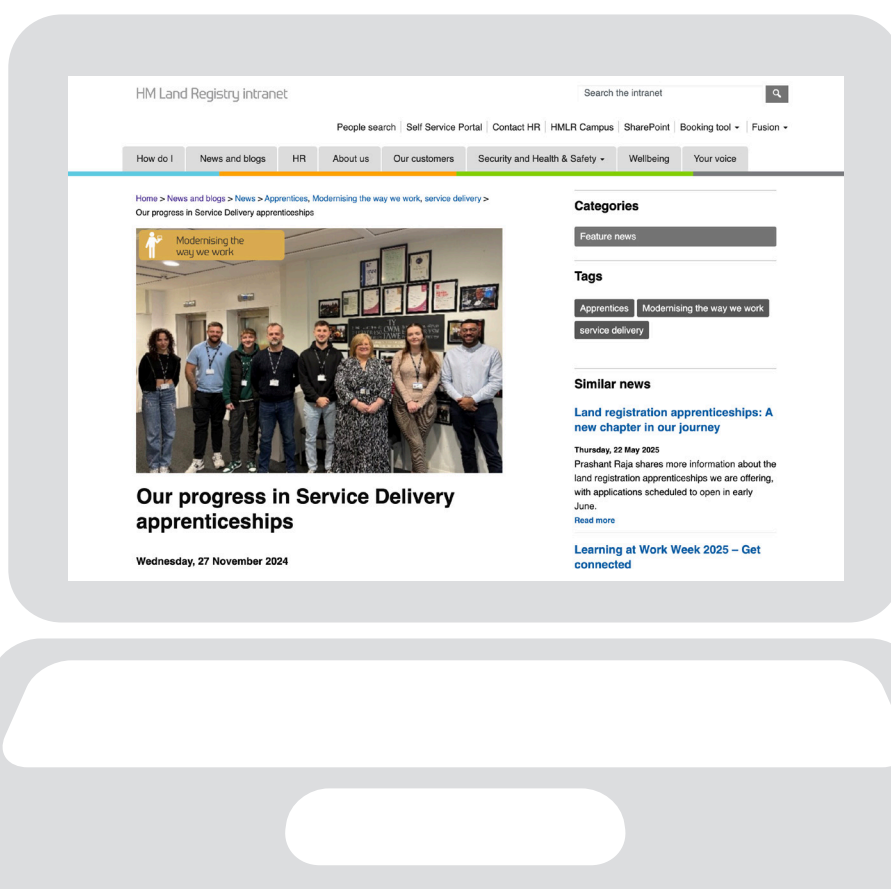 HM Land Registry intranet
Search the intranet
People search
Self Service Portal
Contact HR
HMLR Campus
SharePoint
Booking tool
Fusion
How do I
News and blogs
HR
About us
Our customers
Security and Health & Safety
Wellbeing
Your voice
Home > News and blogs > News > Apprentices, Modernising the way we work, service delivery >
Our progress in Service Delivery apprenticeships
Modernising the
way we work
TY
CWM
TAWE
Our progress in Service Delivery
apprenticeships
Wednesday, 27 November 2024
Categories
Feature news
Tags
Apprentices
Modernising the way we work
service delivery
Similar news
Land registration apprenticeships: A
new chapter in our journey
Thursday, 22 May 2025
Prashant Raja shares more information about the
land registration apprenticeships we are offering,
with applications scheduled to open in early
June.
Read more
Learning at Work Week 2025 – Get
connected